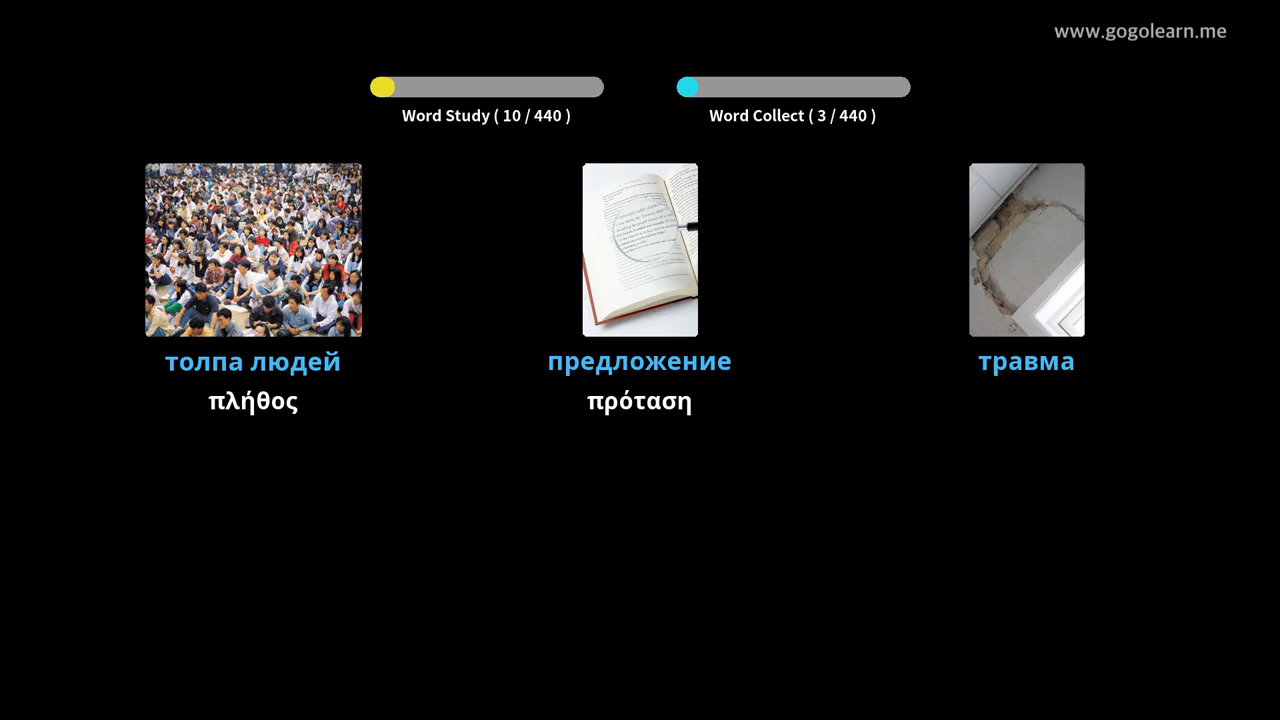 www.gogolearn.me
Word Study ( 10 / 440 )
Word Collect ( 3 / 440 )
толпа людей
предложение
травма
πλήθος
πρόταση